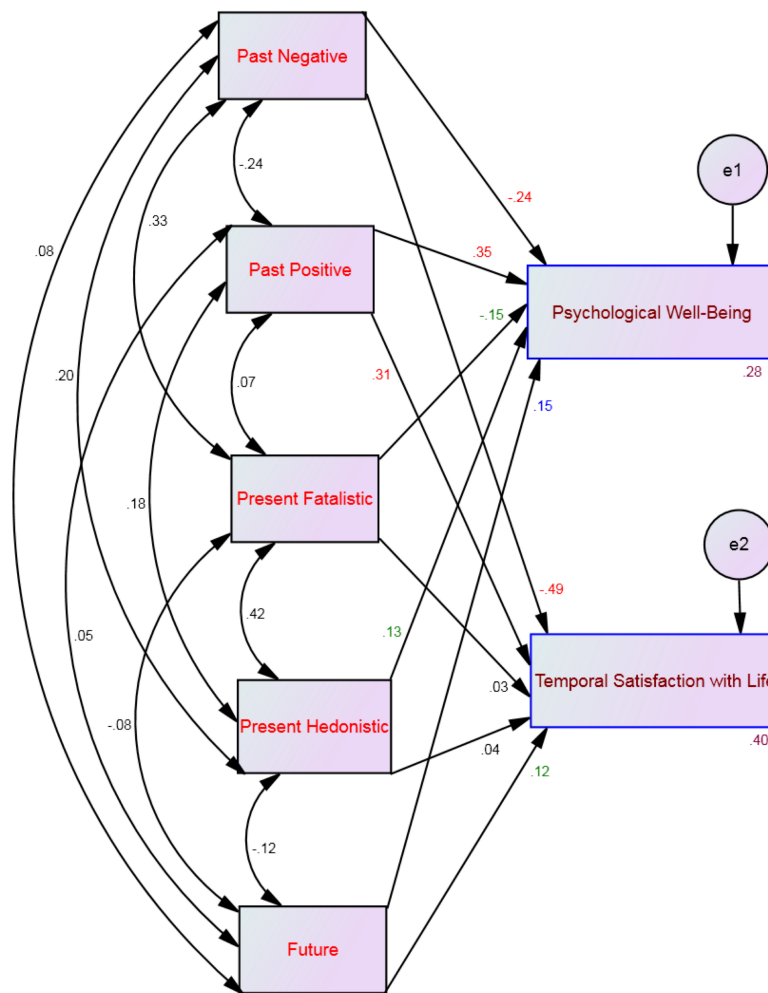 Past Negative
e1
-.24
-.24
.33
.08
.35
Past Positive
Psychological Well-Being
-.15
.28
.20
.07
.31
.15
Present Fatalistic
.18
e2
-.49
.42
.13
.05
Temporal Satisfaction with Life
.03
-.08
Present Hedonistic
.40
.04
.12
-.12
Future